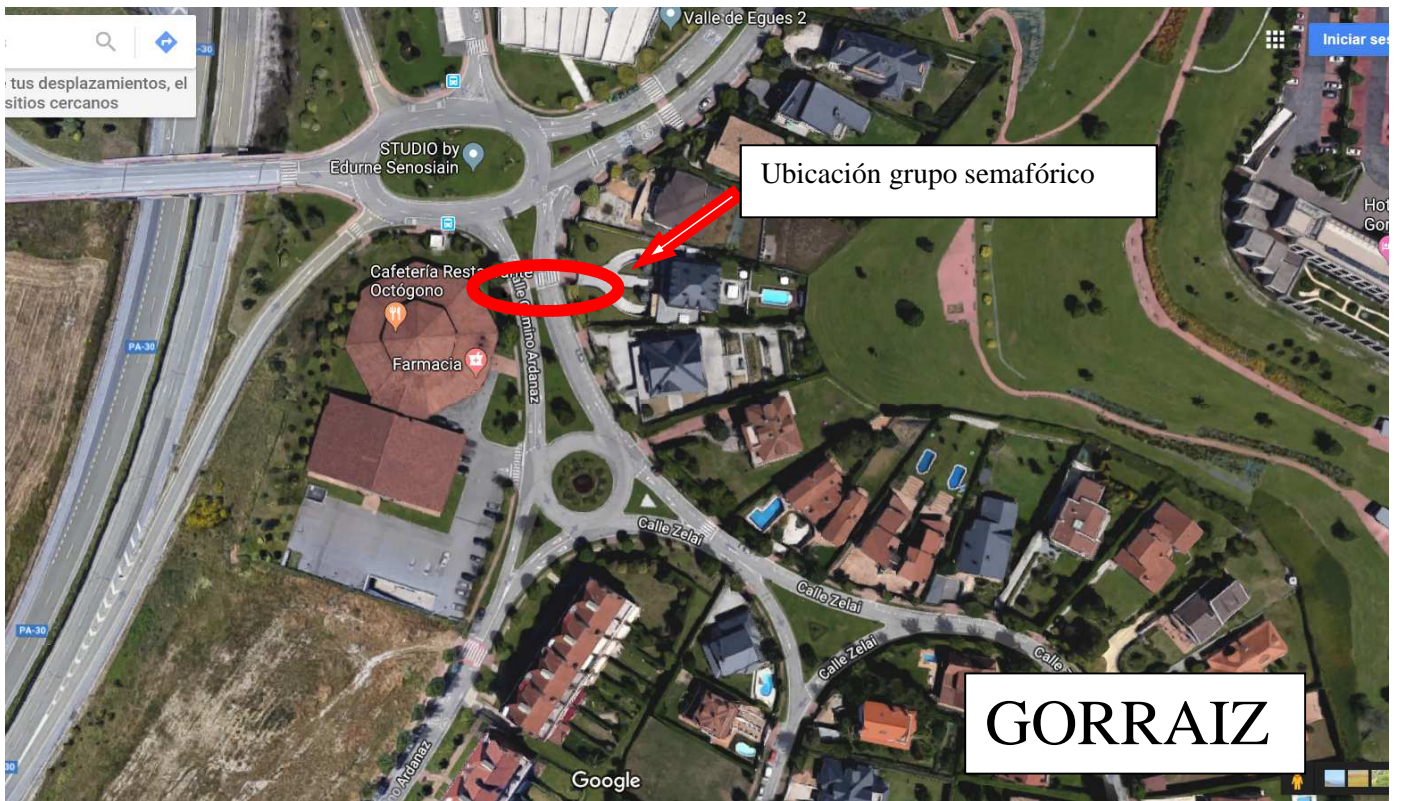 Valle de Egues 2
Iniciar ses
-30
tus desplazamientos, el
sitios cercanos
STUDIO by
Edurne Senosiain
Ubicación grupo semafórico
Hot
Gor
Cafetería Restaurante
Octógono
Calle Camino Ardanaz
PA-30
Farmacia
Calle Zelai
Calle Zelai
PA-30
Calle Zelai
Calle
GORRAIZ
Ardanaz
30
Google